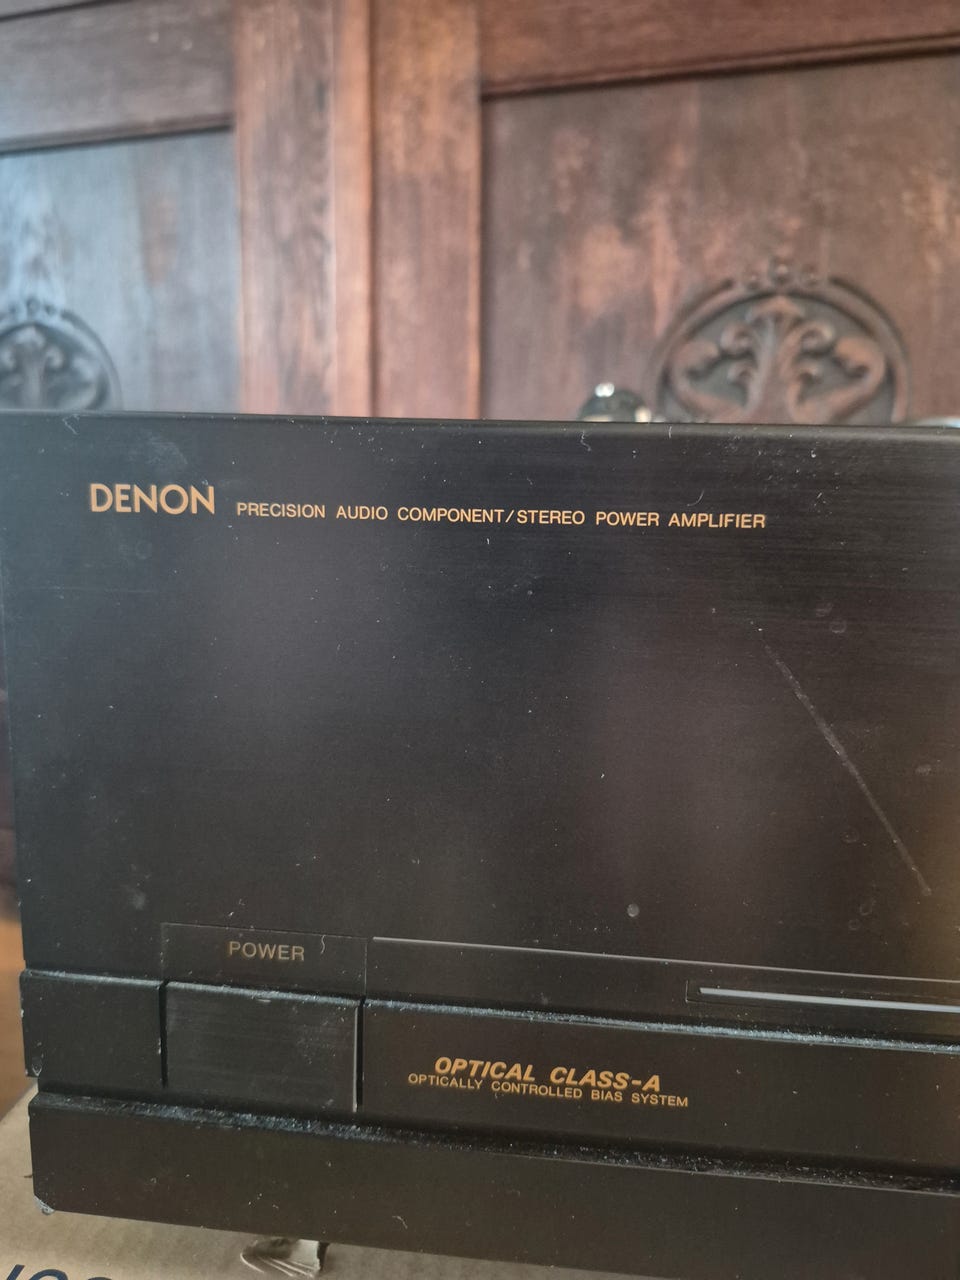 DENON PRECISION AUDIO COMPONENT/STEREO POWER AMPLIFIER
POWER
OPTICAL CLASS-A
OPTICALLY CONTROLLED BIAS SYSTEM